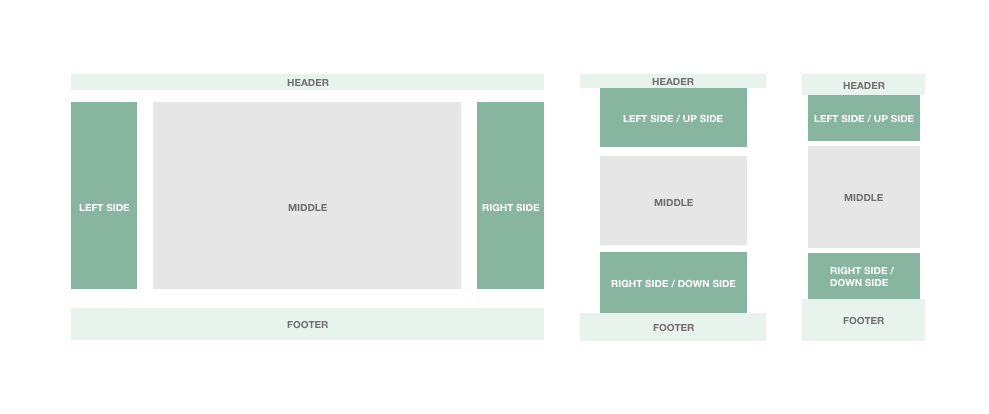 HEADER
LEFT SIDE
MIDDLE
RIGHT SIDE
FOOTER
HEADER
LEFT SIDE / UP SIDE
MIDDLE
RIGHT SIDE / DOWN SIDE
FOOTER
HEADER
LEFT SIDE / UP SIDE
MIDDLE
RIGHT SIDE /
DOWN SIDE
FOOTER